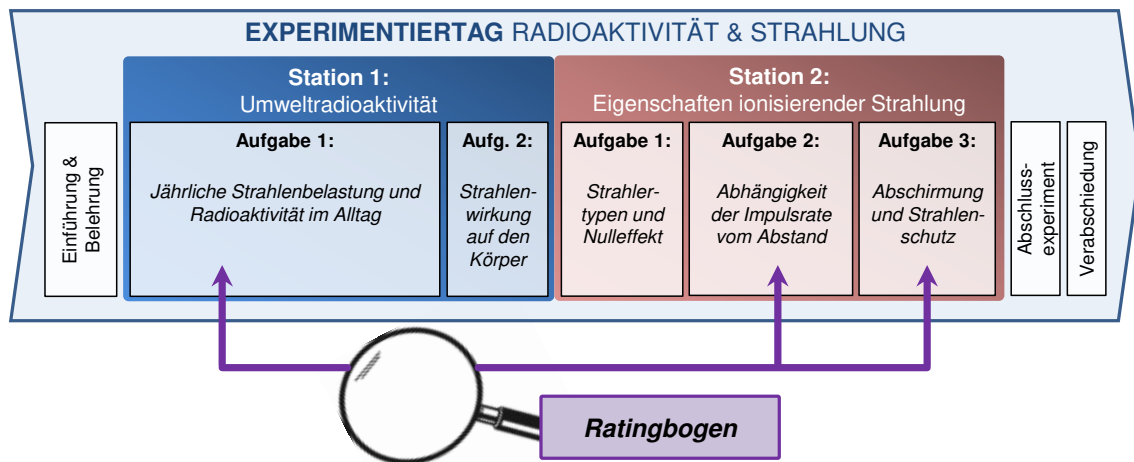 EXPERIMENTIERTAG RADIOAKTIVITÄT & STRAHLUNG
Einführung &
Belehrung
Station 1:
Umweltradioaktivität
Aufgabe 1:
Jährliche Strahlenbelastung und
Radioaktivität im Alltag
Aufg. 2:
Strahlen-
wirkung
auf den
Körper
Station 2:
Eigenschaften ionisierender Strahlung
Aufgabe 1:
Strahler-
typen und
Nulleffekt
Aufgabe 2:
Abhängigkeit
der Impulsrate
vom Abstand
Aufgabe 3:
Abschirmung
und Strahlen-
schutz
Abschluss-
experiment
Verabschiedung
Ratingbogen